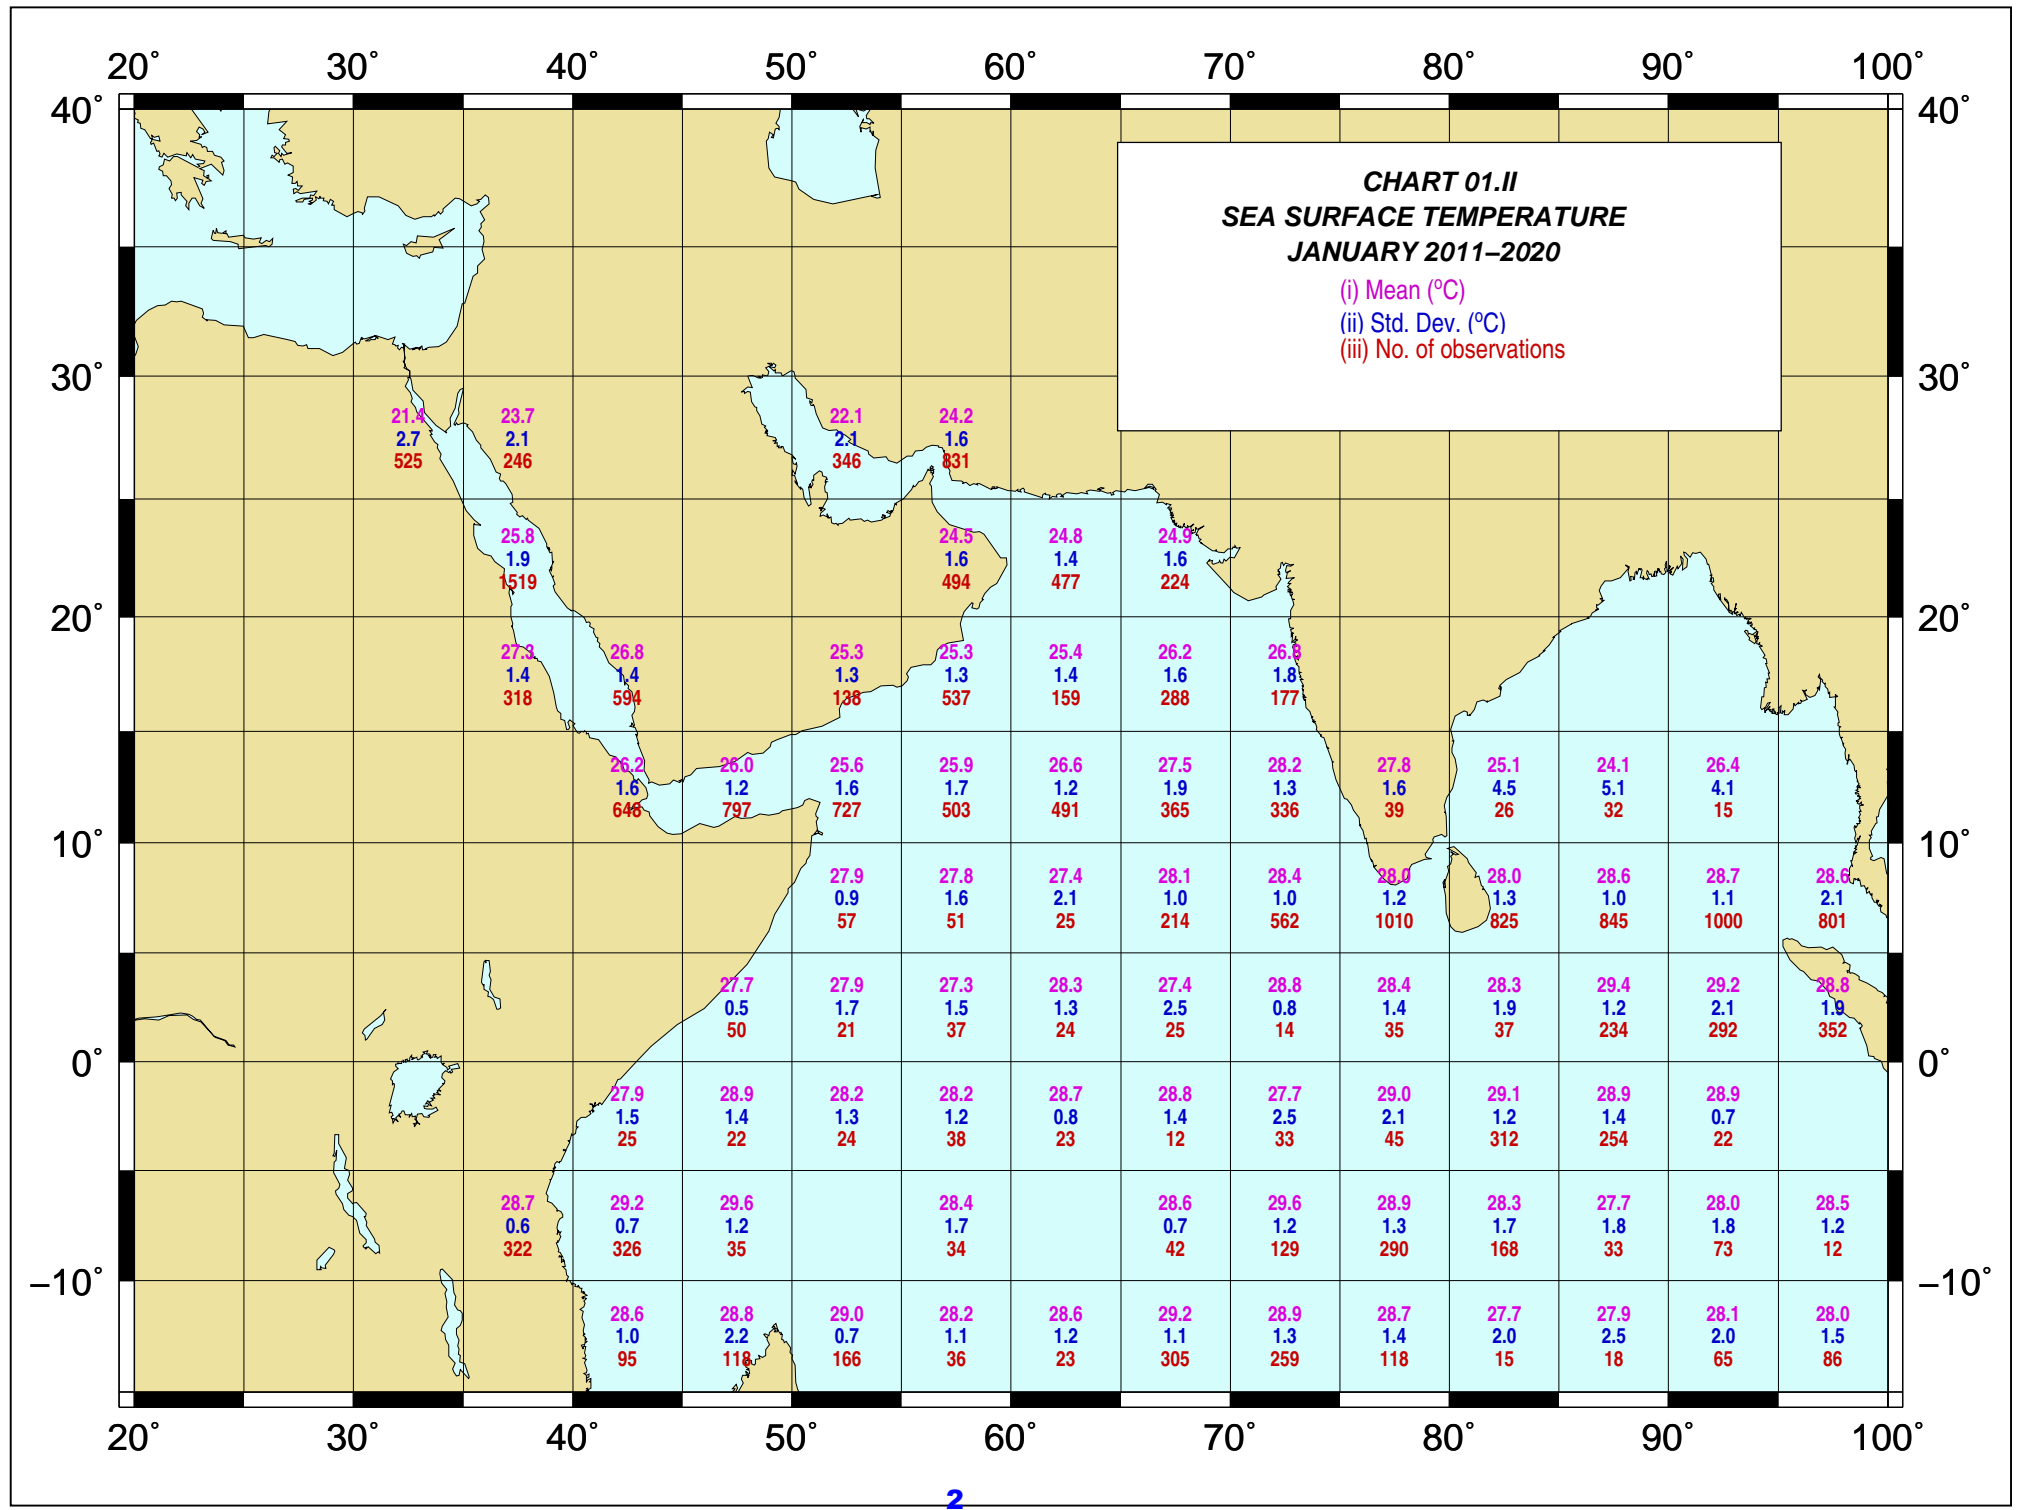 20° 30° 40° 50° 60° 70° 80° 90° 100°
40° 40°
CHART 01.II
SEA SURFACE TEMPERATURE
JANUARY 2011–2020
(i) Mean (ºC)
(ii) Std. Dev. (ºC)
(iii) No. of observations
30° 30°
21.4 23.7 22.1 24.2
2.7 2.1 2.1 1.6
525 246 346 831
25.8 24.5 24.8 24.9
1.9 1.6 1.4 1.6
1519 494 477 224
20° 20°
27.3 26.8 25.3 25.3 25.4 26.2 26.8
1.4 1.4 1.3 1.3 1.4 1.6 1.8
318 594 138 537 159 288 177
26.2 26.0 25.6 25.9 26.6 27.5 28.2 27.8 25.1 24.1 26.4
1.6 1.2 1.6 1.7 1.2 1.9 1.3 1.6 4.5 5.1 4.1
648 797 727 503 491 365 336 39 26 32 15
10° 10°
27.9 27.8 27.4 28.1 28.4 28.0 28.0 28.6 28.7 28.6
0.9 1.6 2.1 1.0 1.0 1.2 1.3 1.0 1.1 2.1
57 51 25 214 562 1010 825 845 1000 801
27.7 27.9 27.3 28.3 27.4 28.8 28.4 28.3 29.4 29.2 28.8
0.5 1.7 1.5 1.3 2.5 0.8 1.4 1.9 1.2 2.1 1.9
50 21 37 24 25 14 35 37 234 292 352
0° 0°
27.9 28.9 28.2 28.2 28.7 28.8 27.7 29.0 29.1 28.9 28.9
1.5 1.4 1.3 1.2 0.8 1.4 2.5 2.1 1.2 1.4 0.7
25 22 24 38 23 12 33 45 312 254 22
28.7 29.2 29.6 28.4 28.6 29.6 28.9 28.3 27.7 28.0 28.5
0.6 0.7 1.2 1.7 0.7 1.2 1.3 1.7 1.8 1.8 1.2
322 326 35 34 42 129 290 168 33 73 12
–10° –10°
28.6 28.8 29.0 28.2 28.6 29.2 28.9 28.7 27.7 27.9 28.1 28.0
1.0 2.2 0.7 1.1 1.2 1.1 1.3 1.4 2.0 2.5 2.0 1.5
95 118 166 36 23 305 259 118 15 18 65 86
20° 30° 40° 50° 60° 70° 80° 90° 100°
2